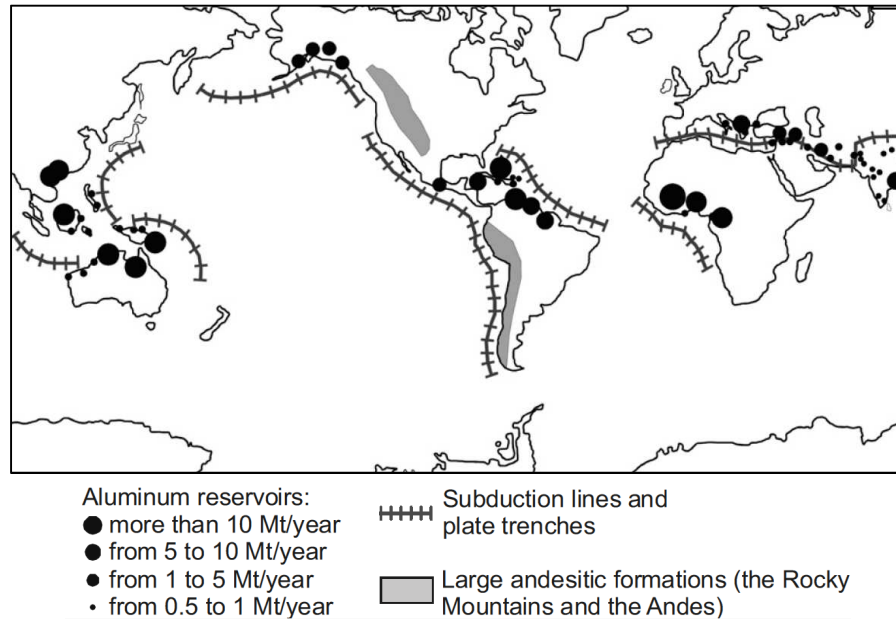 Aluminum reservoirs:
more than 10 Mt/year
from 5 to 10 Mt/year
from 1 to 5 Mt/year
from 0.5 to 1 Mt/year
Subduction lines and
plate trenches
Large andesitic formations (the Rocky
Mountains and the Andes)